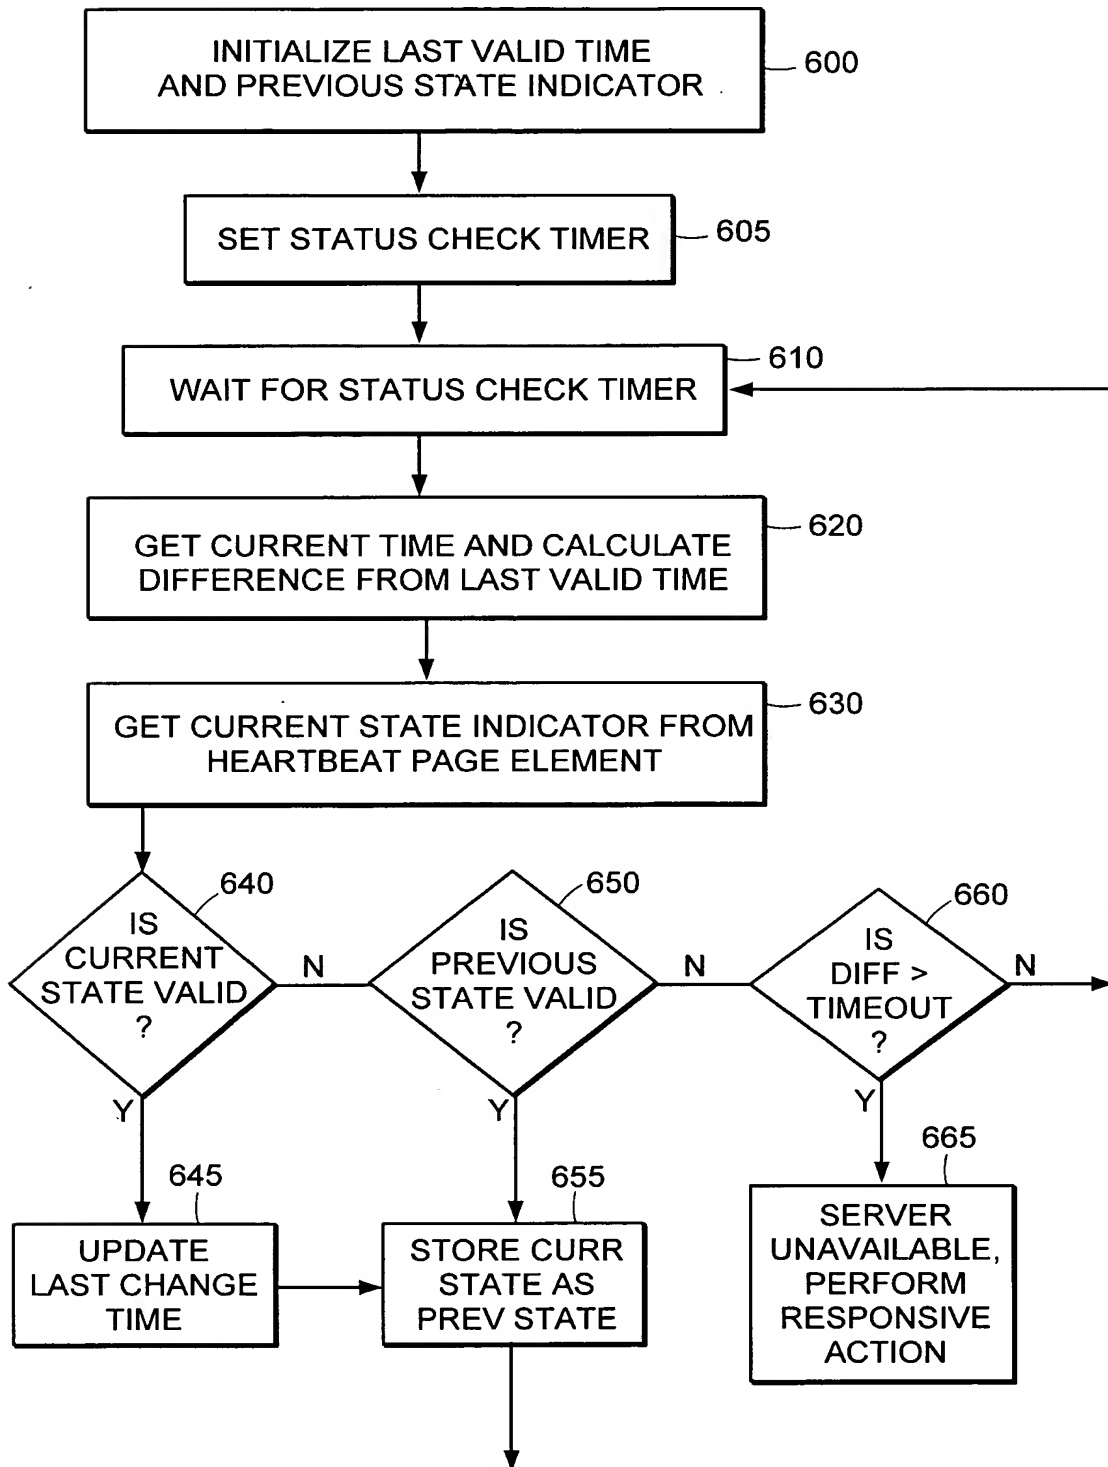 INITIALIZE LAST VALID TIME
AND PREVIOUS STATE INDICATOR
600
SET STATUS CHECK TIMER
605
610
WAIT FOR STATUS CHECK TIMER
620
GET CURRENT TIME AND CALCULATE
DIFFERENCE FROM LAST VALID TIME
630
GET CURRENT STATE INDICATOR FROM
HEARTBEAT PAGE ELEMENT
640
IS
CURRENT
STATE VALID
?
N
Y
650
IS
PREVIOUS
STATE VALID
?
N
Y
660
IS
DIFF >
TIMEOUT
?
N
Y
645
UPDATE
LAST CHANGE
TIME
655
STORE CURR
STATE AS
PREV STATE
665
SERVER
UNAVAILABLE,
PERFORM
RESPONSIVE
ACTION